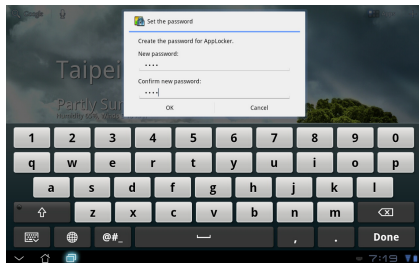 Set the password
Create the password for AppLocker.
New password:
••••
Confirm new password:
••••
OK Cancel
Taipei
Partly Sun
1 2 3 4 5 6 7 8 9 0
q w e r t y u i o p
a s d f g h j k l
z x c v b n m
@#_ , . Done
7:19